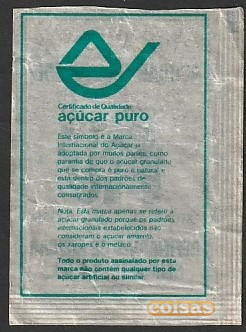 Certificado de Qualidade
açúcar puro
Este símbolo é a Marca
Internacional do Açúcar já
adoptada por muitos países, como
garantia de que o açúcar granulado
que se compra é puro e natural e
está dentro dos padrões de
qualidade internacionalmente
consagrados.
Nota: Esta marca apenas se refere a
açúcar granulado porque os padrões
internacionais estabelecidos não
consideram o açúcar amarelo,
os xaropes e o melaço.
Todo o produto assinalado por esta
marca não contém qualquer tipo de
açúcar artificial ou similar.
coisas